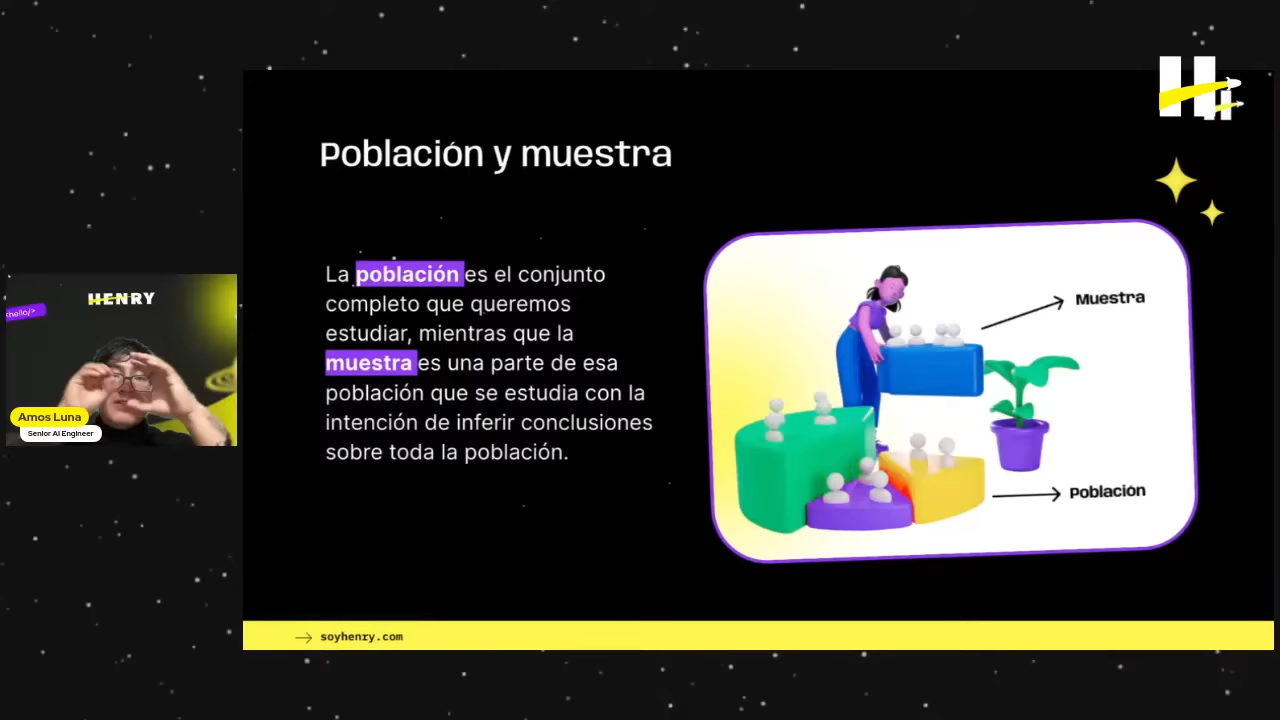 Población y muestra
La población es el conjunto
completo que queremos
estudiar, mientras que la
muestra es una parte de esa
población que se estudia con la
intención de inferir conclusiones
sobre toda la población.
Muestra
Población
soyhenry.com
<hello/>
HENRY
Amos Luna
Senior AI Engineer